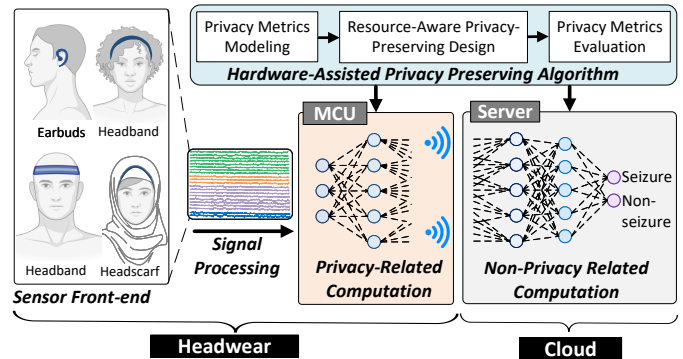 Privacy Metrics
Modeling
Resource-Aware Privacy-
Preserving Design
Privacy Metrics
Evaluation
Hardware-Assisted Privacy Preserving Algorithm
Earbuds
Headband
Headband
Headscarf
Sensor Front-end
Signal
Processing
MCU
Privacy-Related
Computation
Server
Seizure
Non-
seizure
Non-Privacy Related
Computation
Headwear
Cloud